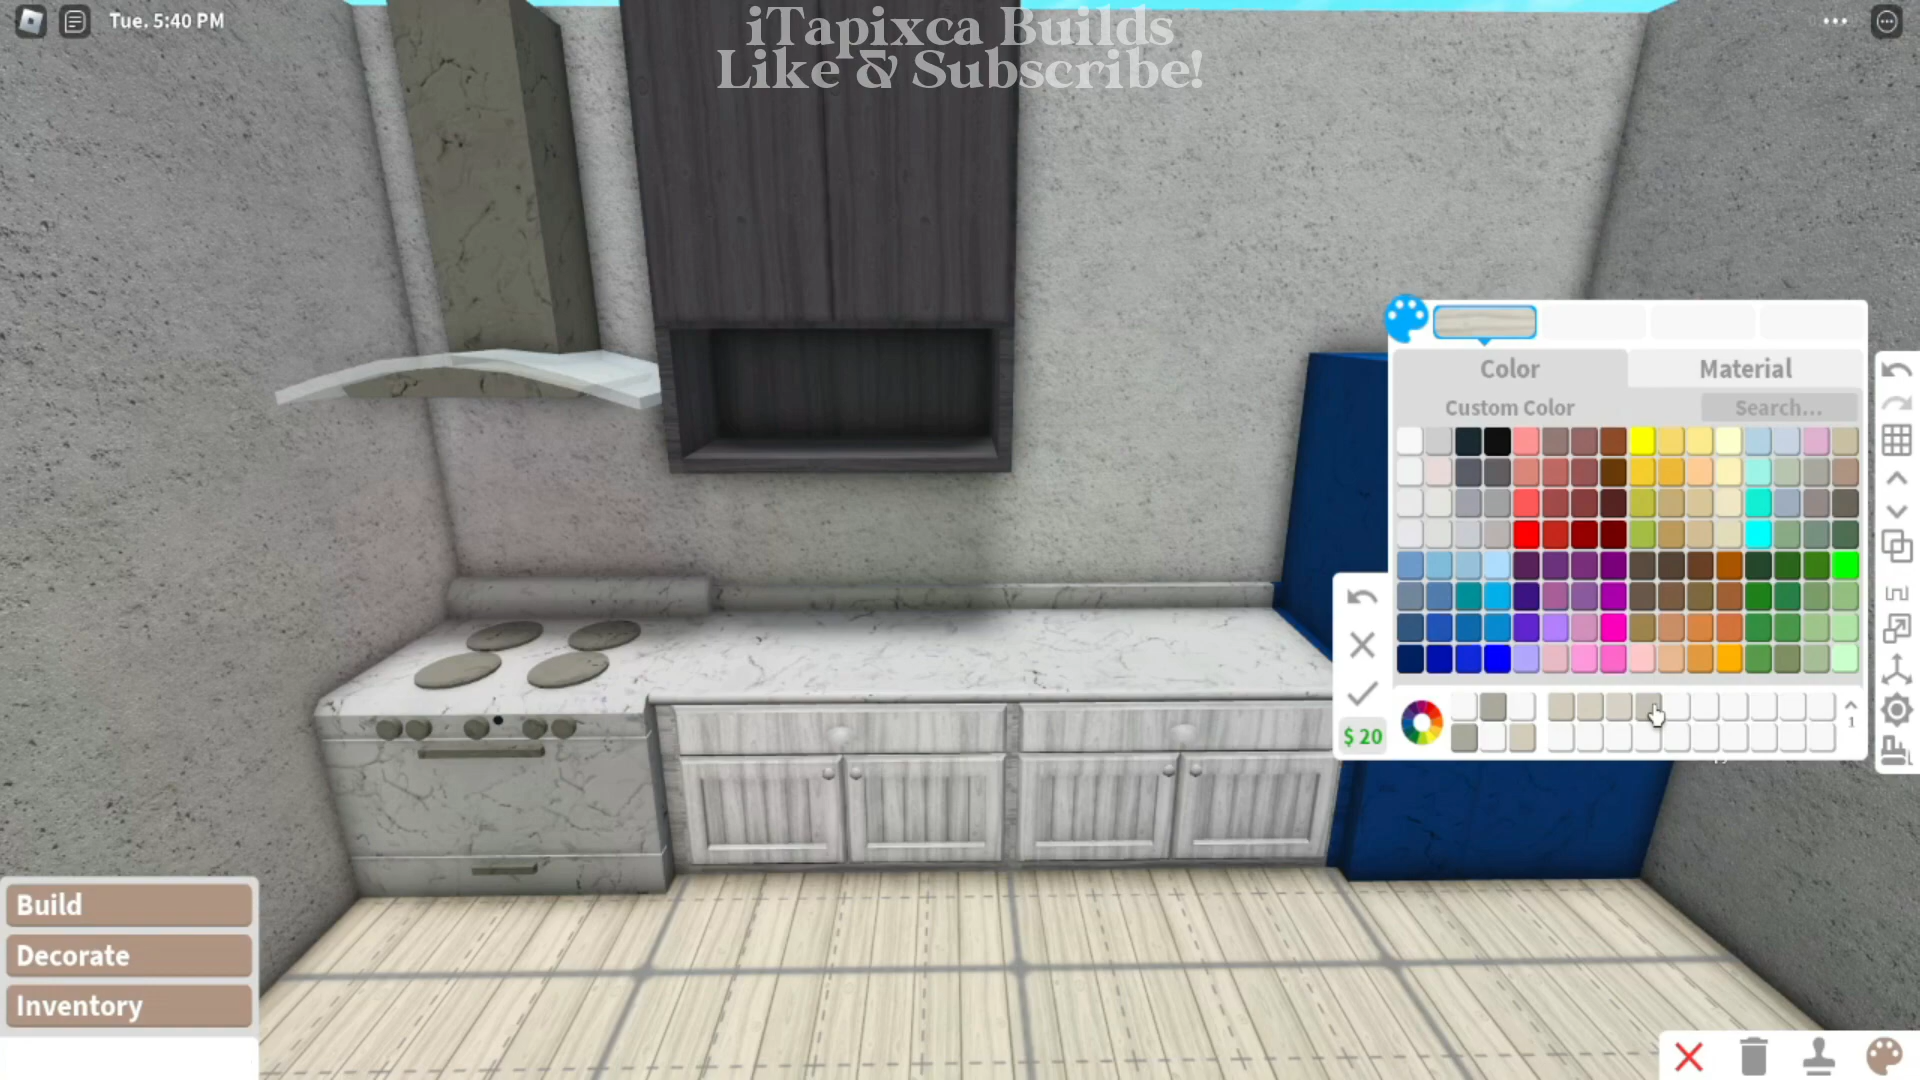 Tue. 5:40 PM
iTapixca Builds
Like & Subscribe!
Color
Material
Custom Color
Search...
1
$ 20
Build
Decorate
Inventory